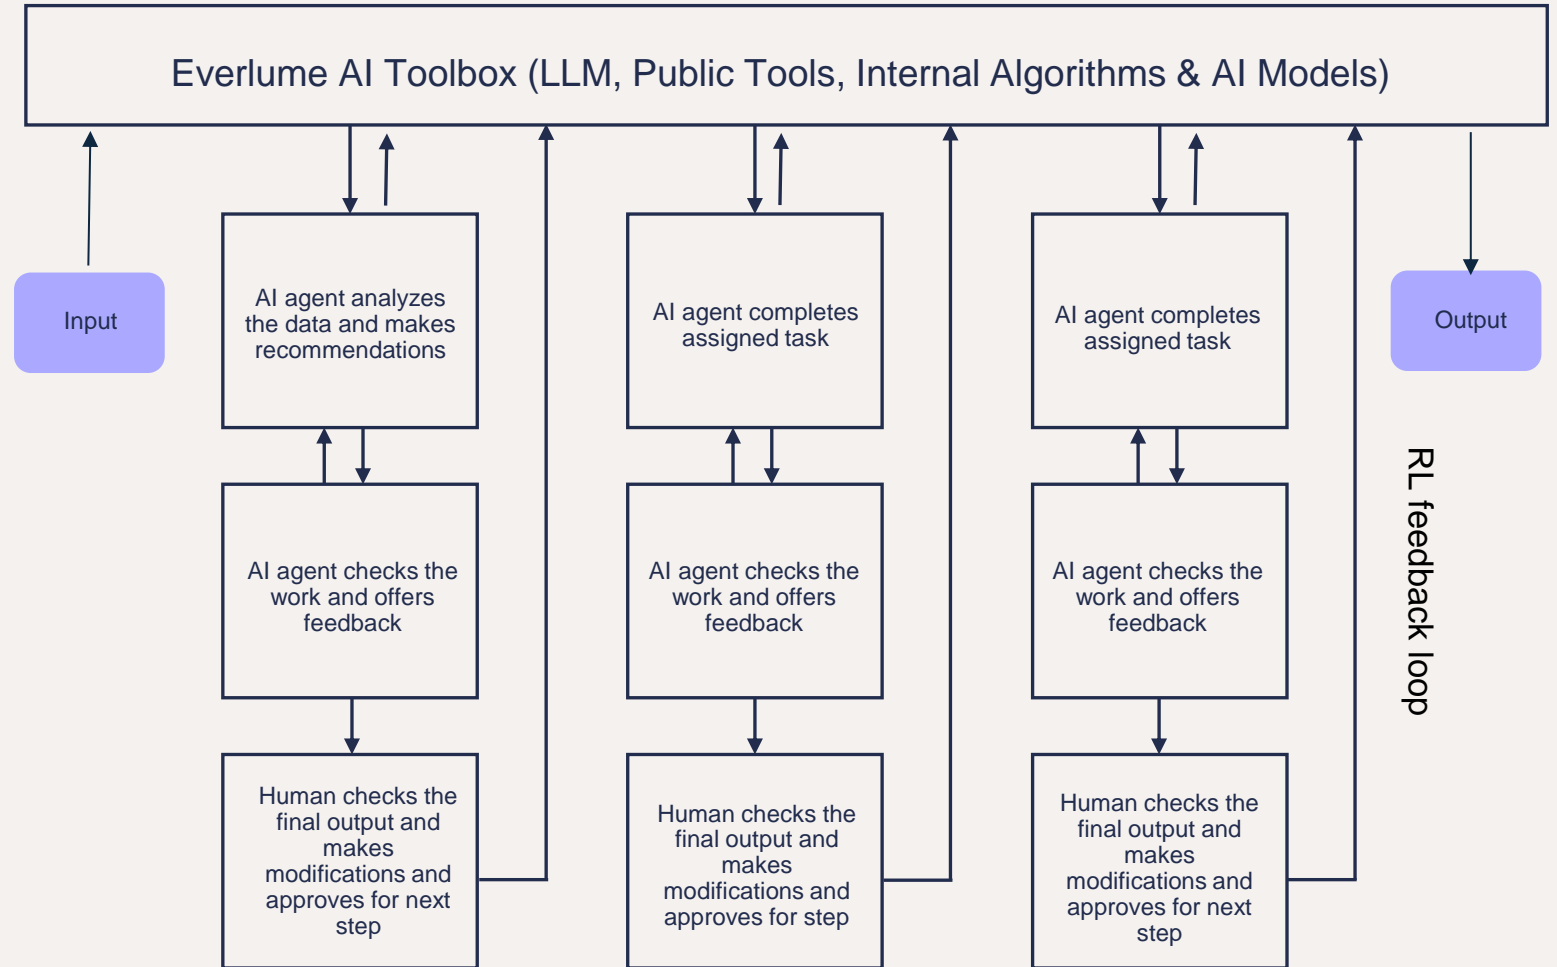 Everlume AI Toolbox (LLM, Public Tools, Internal Algorithms & AI Models)
Input
AI agent analyzes
the data and makes
recommendations
AI agent completes
assigned task
AI agent completes
assigned task
Output
AI agent checks the
work and offers
feedback
AI agent checks the
work and offers
feedback
AI agent checks the
work and offers
feedback
RL feedback loop
Human checks the
final output and
makes
modifications and
approves for next
step
Human checks the
final output and
makes
modifications and
approves for step
Human checks the
final output and
makes
modifications and
approves for next
step